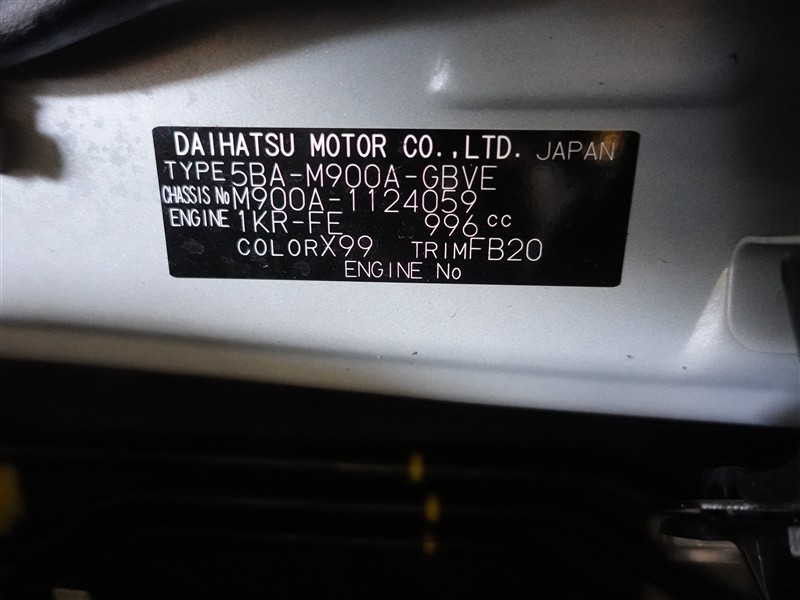 DAIHATSU MOTOR CO.,LTD. JAPAN
TYPE 5BA-M900A-GBVE
CHASSIS No M900A-1124059
ENGINE 1KR-FE 996 cc
COLOR X99 TRIM FB20
ENGINE No